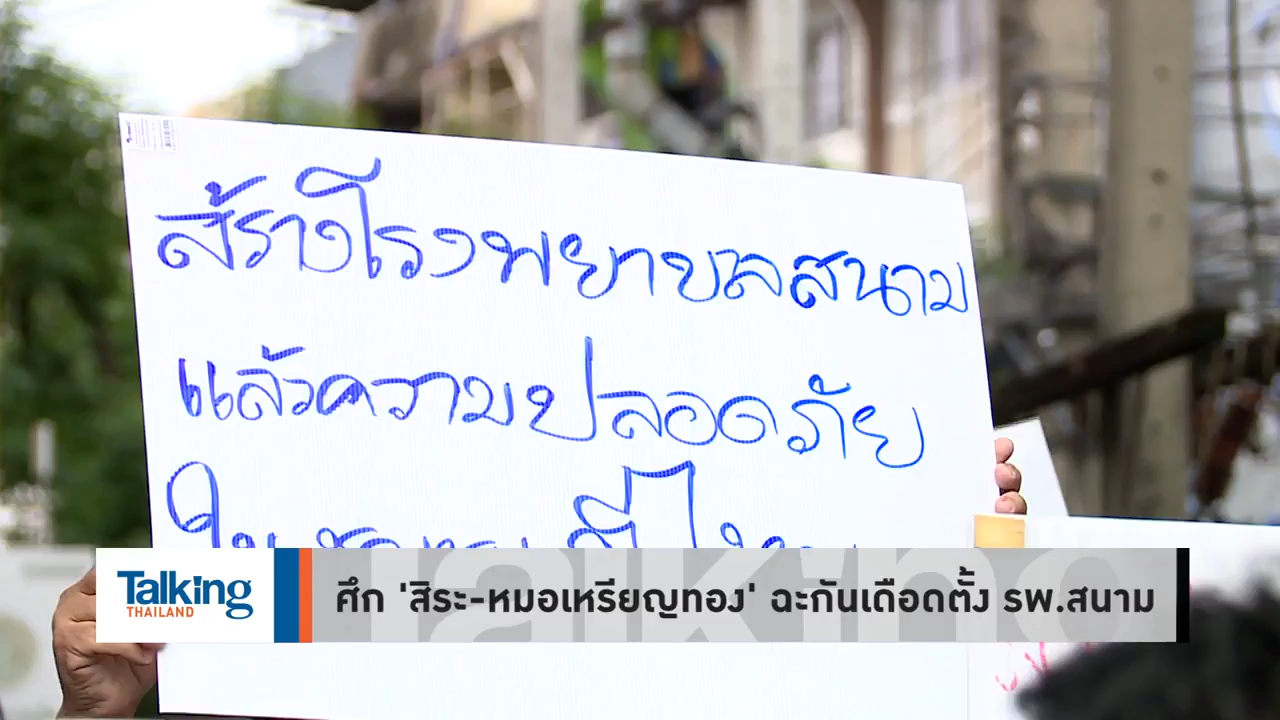 สร้างโรงพยาบาลสนาม
แล้วความปลอดภัย
Talking
THAILAND
ศึก 'สิระ-หมอเหรียญทอง' ฉะกันเดือดตั้ง รพ.สนาม